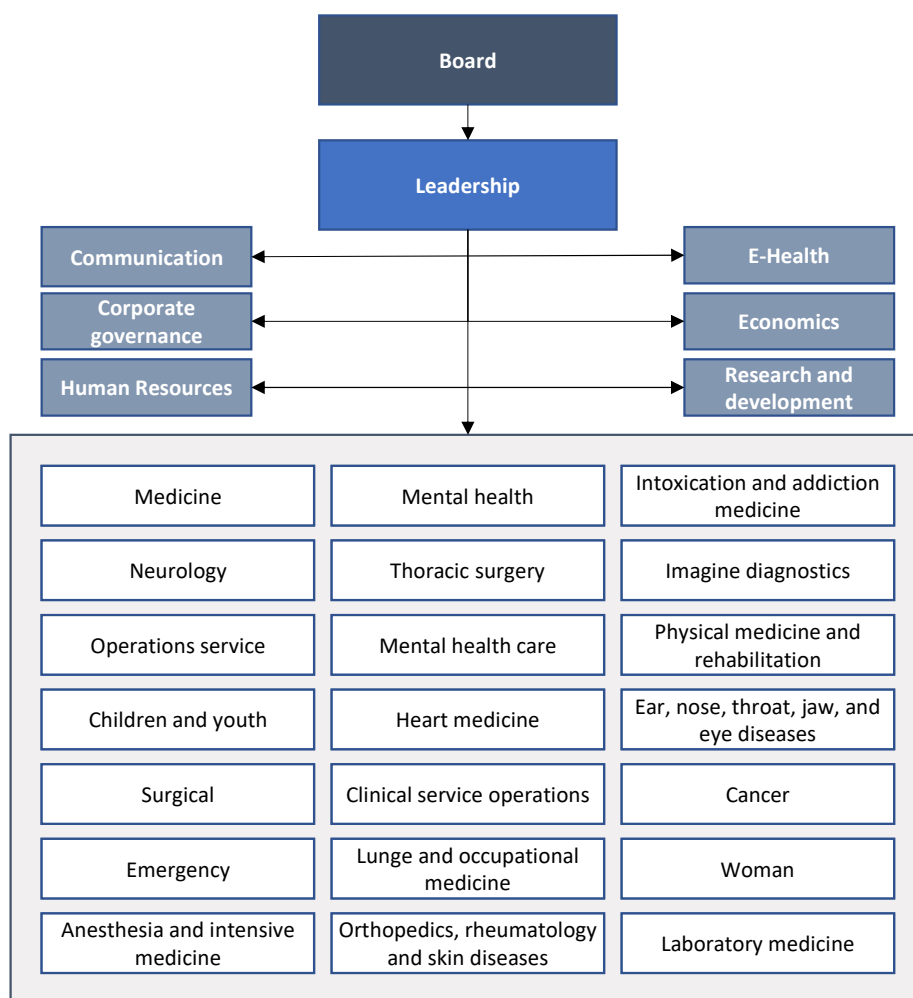 Board
Leadership
Communication
E-Health
Corporate
governance
Economics
Human Resources
Research and
development
Medicine
Mental health
Intoxication and addiction
medicine
Neurology
Thoracic surgery
Imagine diagnostics
Operations service
Mental health care
Physical medicine and
rehabilitation
Children and youth
Heart medicine
Ear, nose, throat, jaw, and
eye diseases
Surgical
Clinical service operations
Cancer
Emergency
Lunge and occupational
medicine
Woman
Anesthesia and intensive
medicine
Orthopedics, rheumatology
and skin diseases
Laboratory medicine